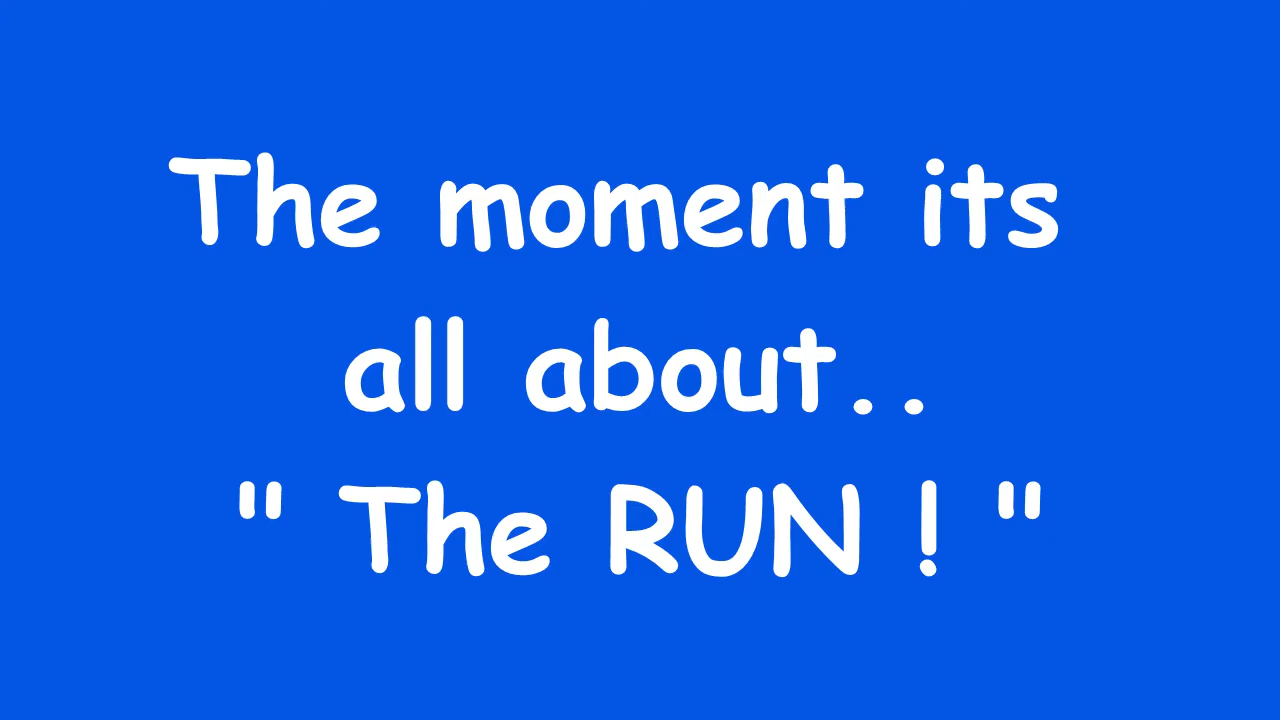 The moment its
all about..
" The RUN ! "